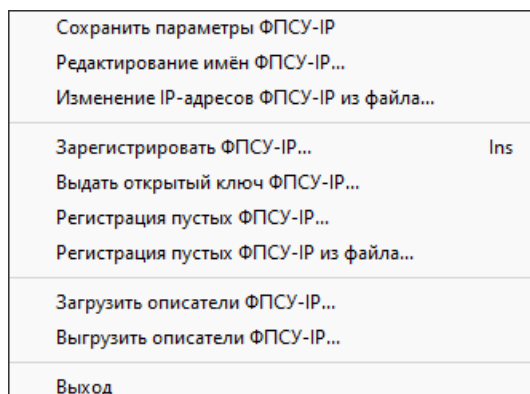 Сохранить параметры ФПСУ-IP
Редактирование имён ФПСУ-IP...
Изменение IP-адресов ФПСУ-IP из файла...
Зарегистрировать ФПСУ-IP... Ins
Выдать открытый ключ ФПСУ-IP...
Регистрация пустых ФПСУ-IP...
Регистрация пустых ФПСУ-IP из файла...
Загрузить описатели ФПСУ-IP...
Выгрузить описатели ФПСУ-IP...
Выход